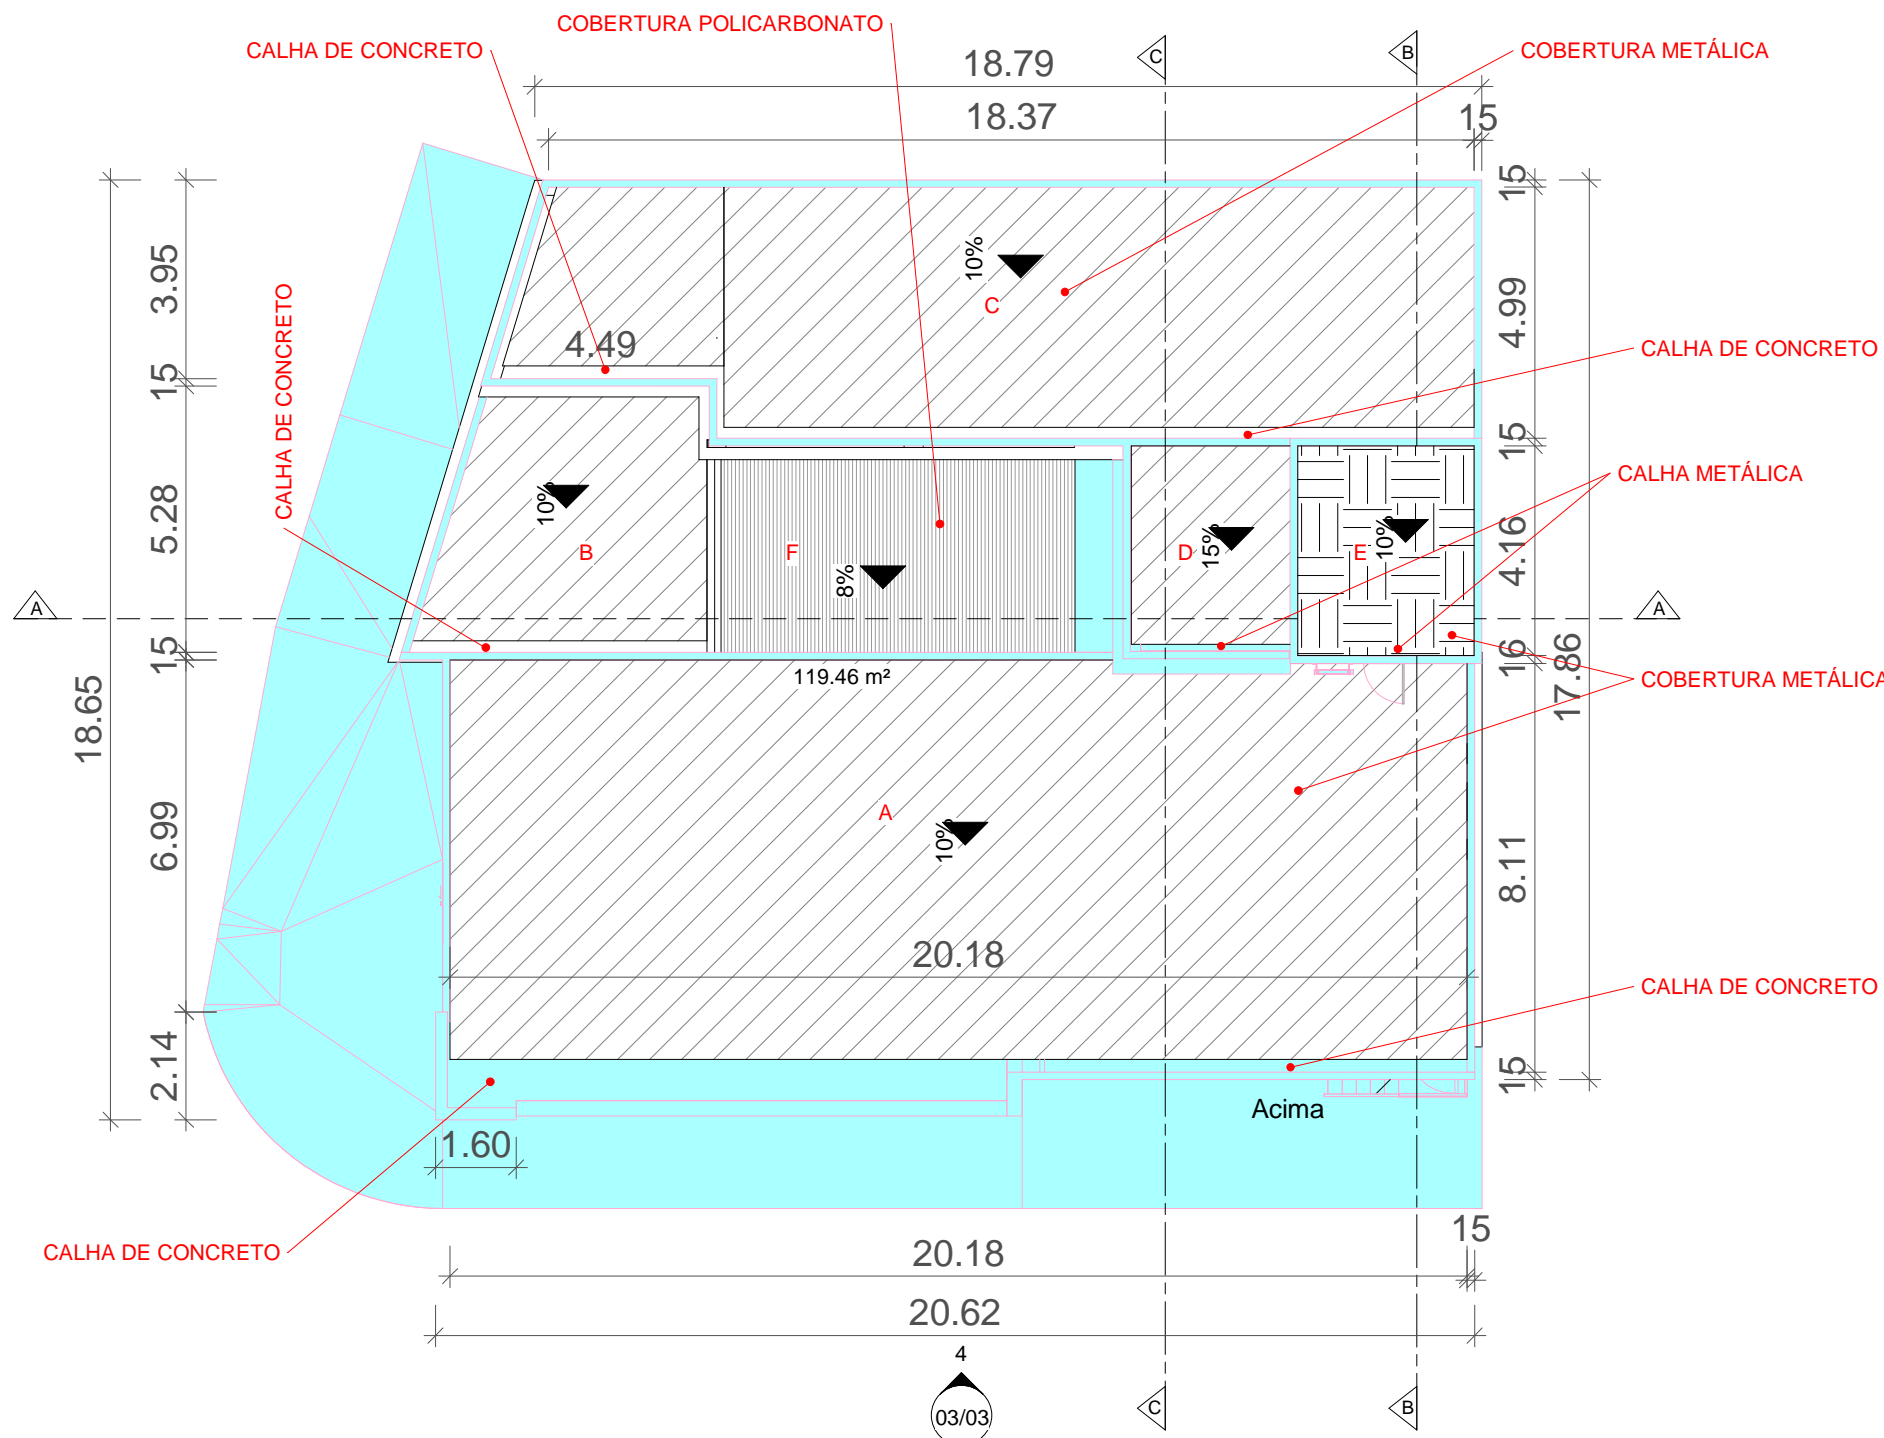 COBERTURA POLICARBONATO
CALHA DE CONCRETO
COBERTURA METÁLICA
18.79
C
B
18.37
15
15
3.95
10%
C
4.99
CALHA DE CONCRETO
4.49
CALHA DE CONCRETO
15
15
CALHA METÁLICA
5.28
10%
B
F
8%
D
15%
E
10%
4.16
A
A
15
16
119.46 m²
COBERTURA METÁLICA
18.65
17.86
6.99
A
10%
8.11
20.18
CALHA DE CONCRETO
2.14
15
Acima
1.60
CALHA DE CONCRETO
15
20.18
20.62
4
03/03
C
B